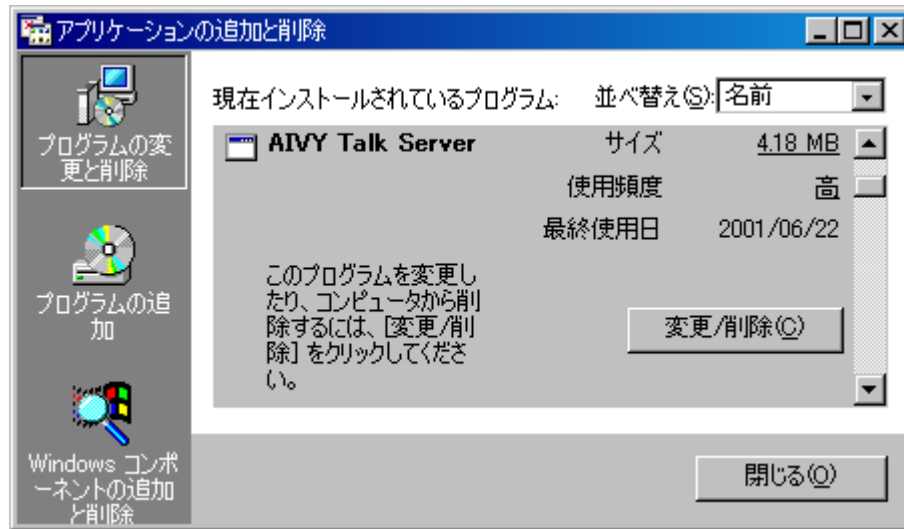 アプリケーションの追加と削除
プログラムの変
更と削除
プログラムの追
加
Windows コンポ
ーネントの追加
と削除
現在インストールされているプログラム: 並べ替え(S): 名前
AIVY Talk Server サイズ 4.18 MB
使用頻度 高
最終使用日 2001/06/22
このプログラムを変更し
たり、コンピュータから削
除するには、[変更/削
除] をクリックしてくださ
い。
変更/削除(C)
閉じる(O)